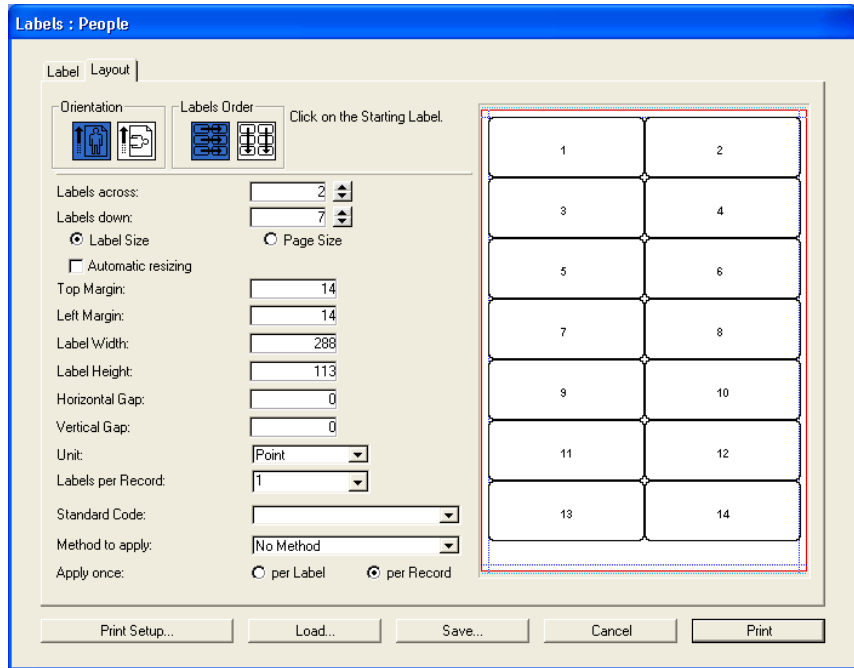 Labels : People
Label Layout
Orientation Labels Order Click on the Starting Label.
Labels across: 2
Labels down: 7
Label Size Page Size
Automatic resizing
Top Margin: 14
Left Margin: 14
Label Width: 288
Label Height: 113
Horizontal Gap: 0
Vertical Gap: 0
Unit: Point
Labels per Record: 1
Standard Code:
Method to apply: No Method
Apply once: per Label per Record
1 2
3 4
5 6
7 8
9 10
11 12
13 14
Print Setup... Load... Save... Cancel Print